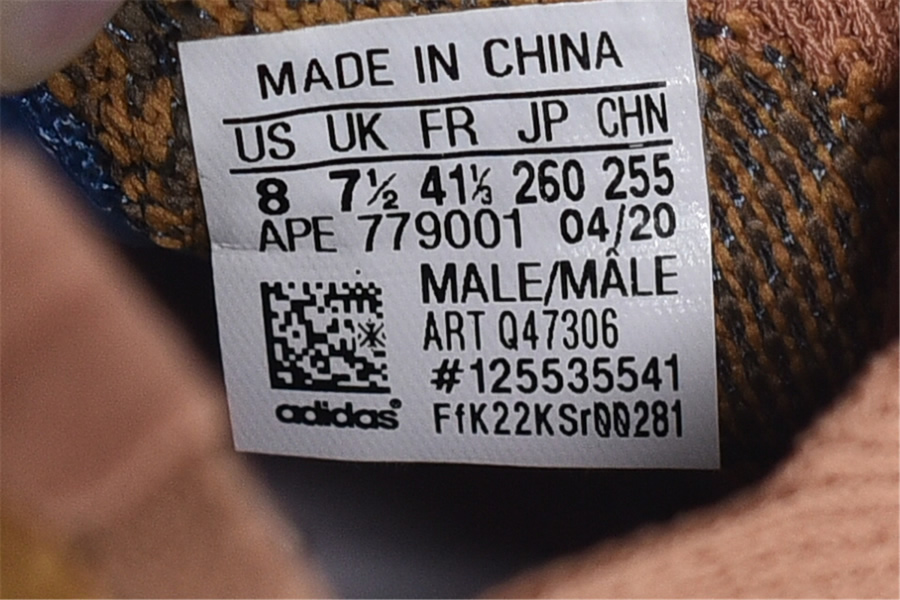 MADE IN CHINA
US UK FR JP CHN
8 7½ 41⅓ 260 255
APE 779001 04/20
MALE/MÂLE
ART Q47306
#125535541
FfK22KSr00281
adidas®